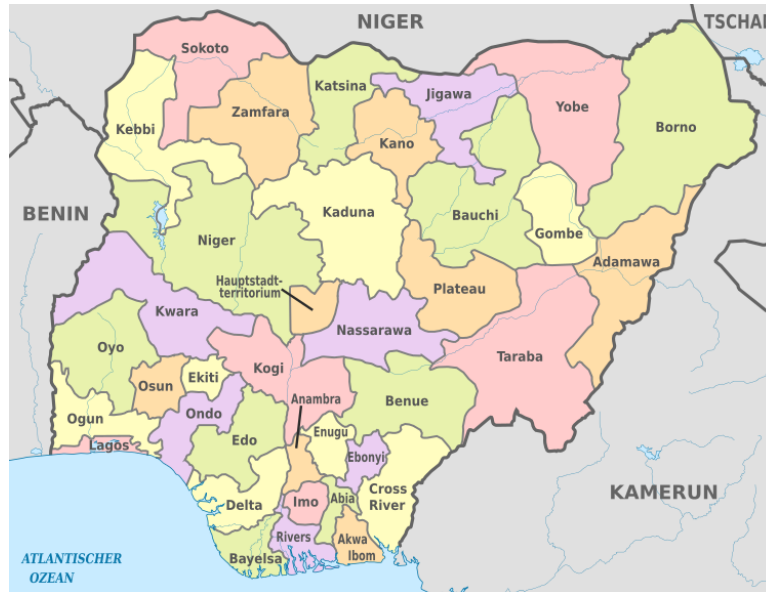 NIGER
TSCHAD
Sokoto
Katsina
Jigawa
Zamfara
Yobe
Borno
Kebbi
Kano
BENIN
Kaduna
Bauchi
Niger
Gombe
Adamawa
Hauptstadt-
territorium
Plateau
Kwara
Nassarawa
Oyo
Kogi
Taraba
Ekiti
Osun
Anambra
Benue
Ogun
Ondo
Enugu
Edo
Lagos
Ebonyi
Delta
Imo
Abia
Cross
River
KAMERUN
Rivers
Akwa
Ibom
Bayelsa
ATLANTISCHER
OZEAN